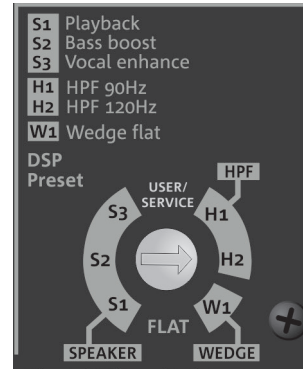 S1 Playback
S2 Bass boost
S3 Vocal enhance
H1 HPF 90Hz
H2 HPF 120Hz
W1 Wedge flat
DSP
Preset
HPF
USER/
SERVICE
S3
H1
S2
H2
S1
W1
FLAT
SPEAKER
WEDGE